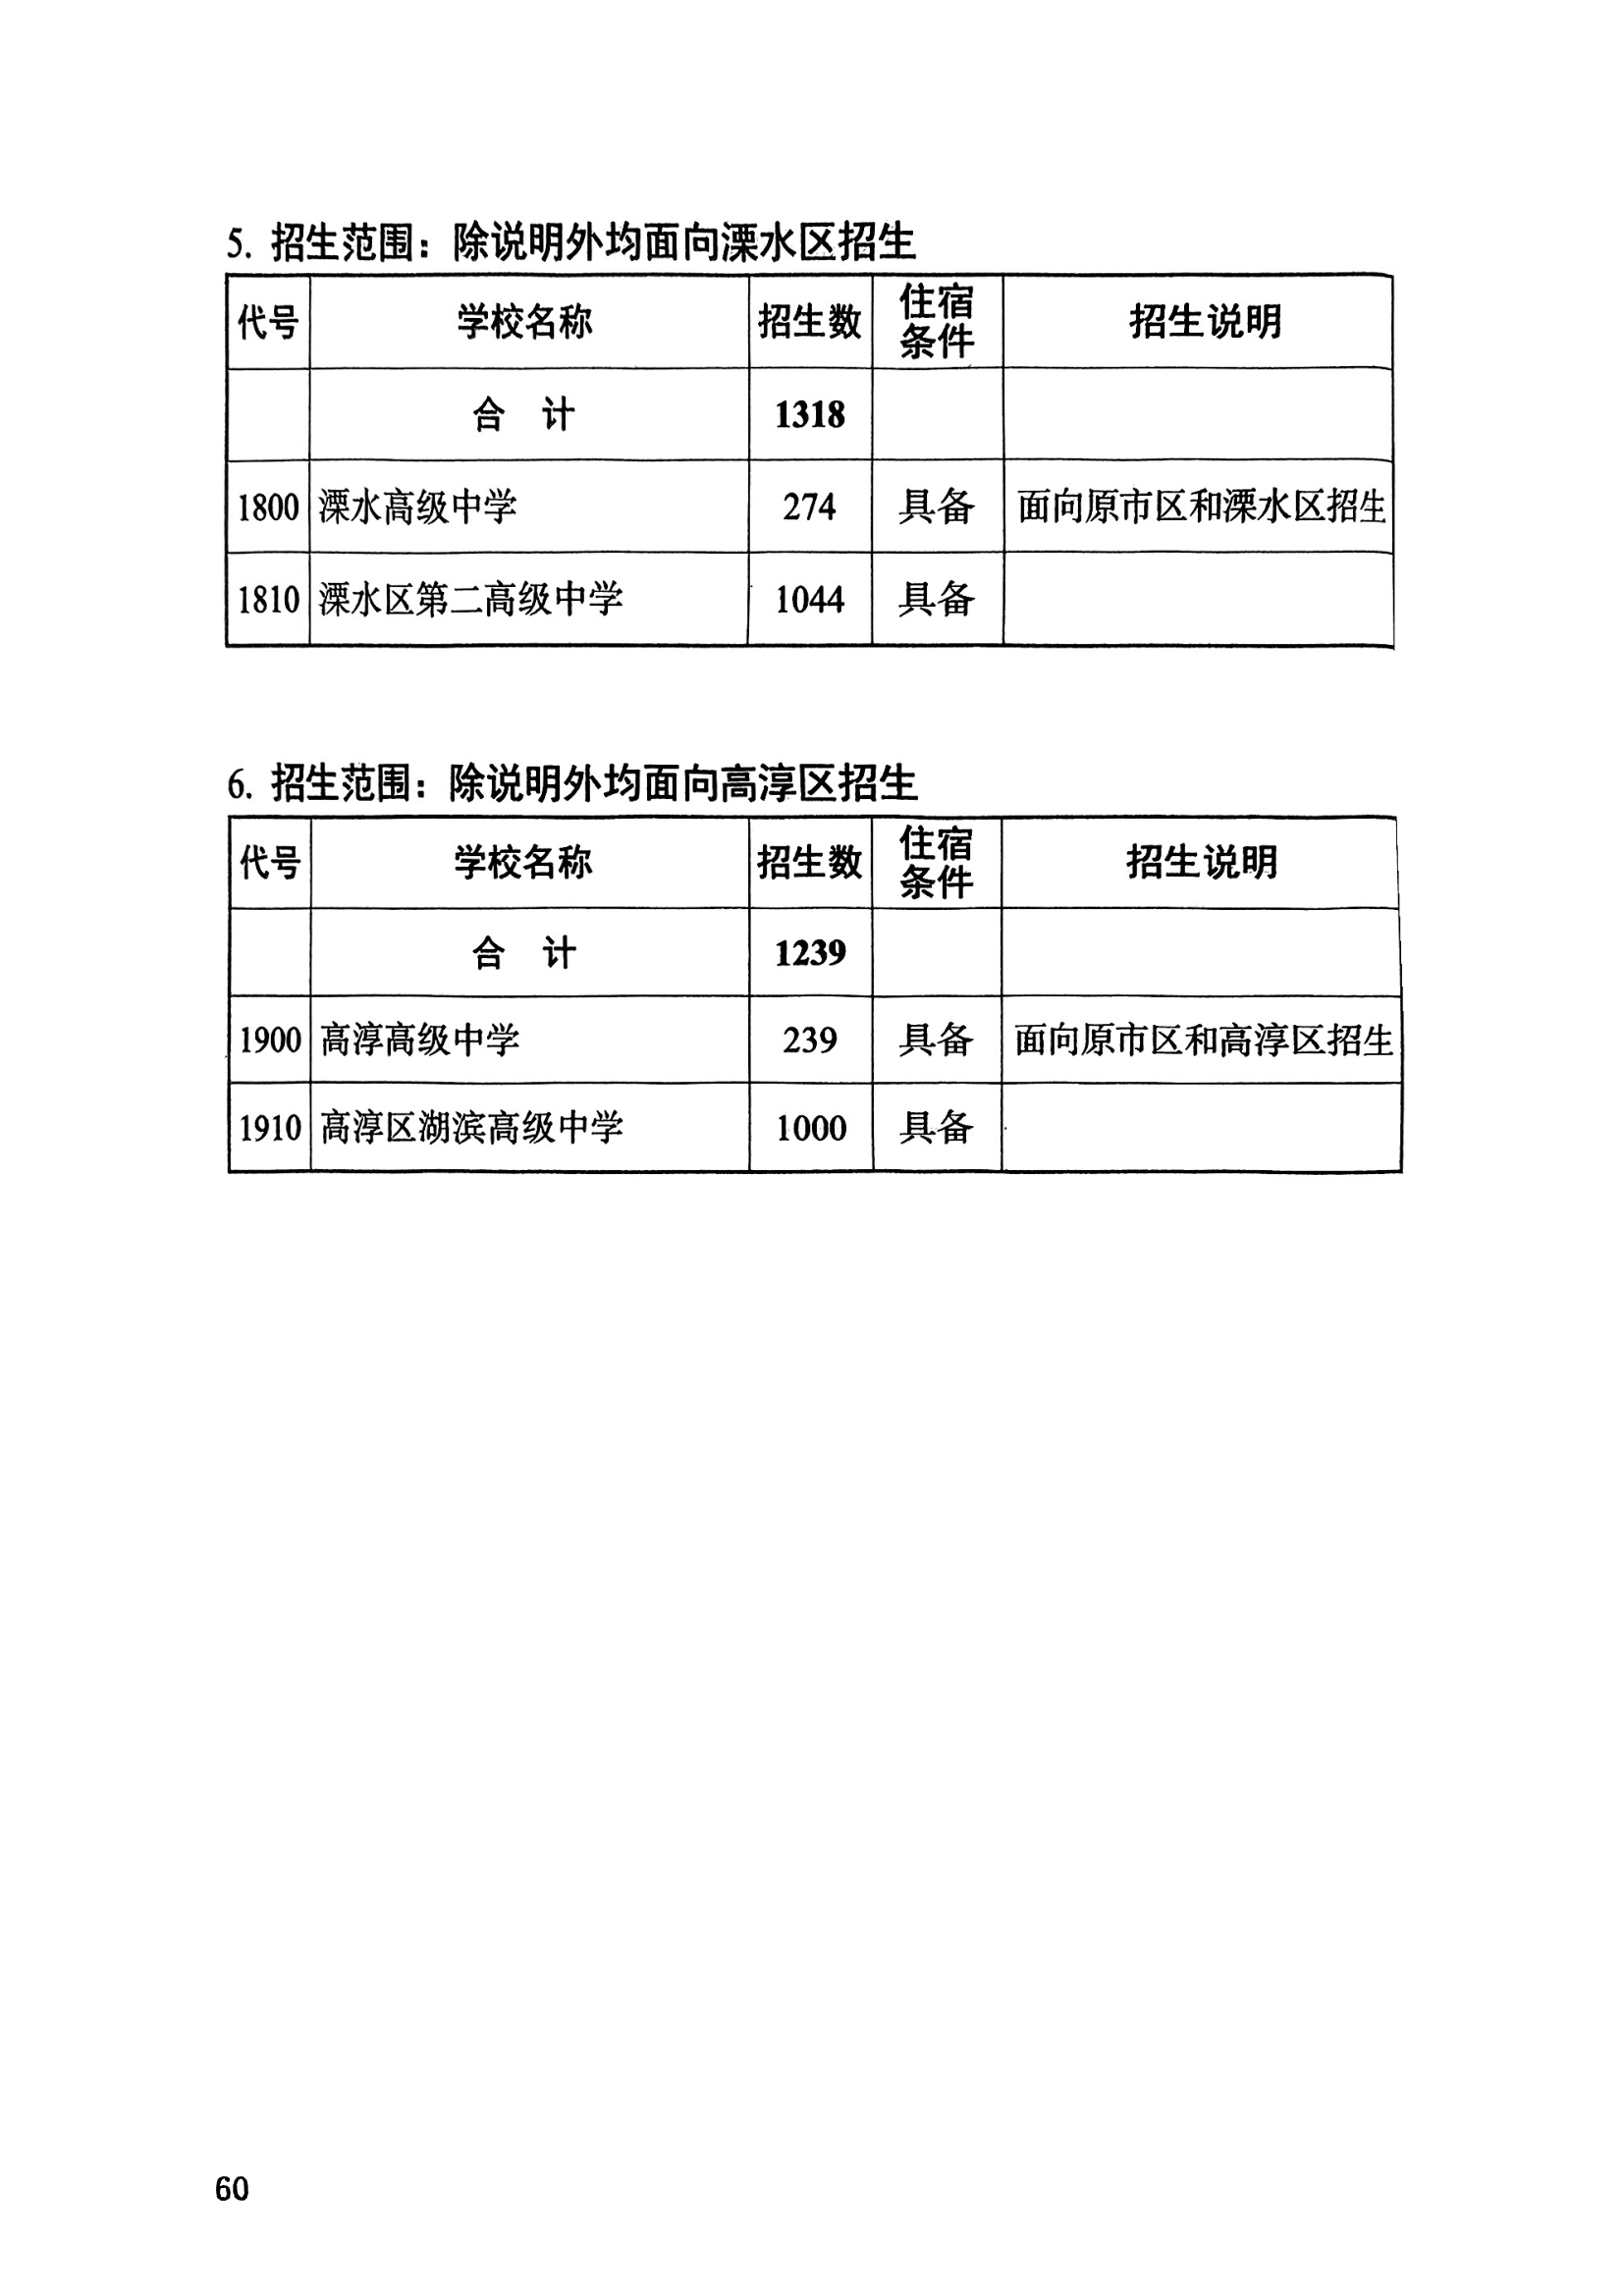 5. 招生范围：除说明外均面向溧水区招生
代号 学校名称 招生数 住宿条件 招生说明
合 计 1318
1800 溧水高级中学 274 具备 面向原市区和溧水区招生
1810 溧水区第二高级中学 1044 具备
6. 招生范围：除说明外均面向高淳区招生
代号 学校名称 招生数 住宿条件 招生说明
合 计 1239
1900 高淳高级中学 239 具备 面向原市区和高淳区招生
1910 高淳区湖滨高级中学 1000 具备
60